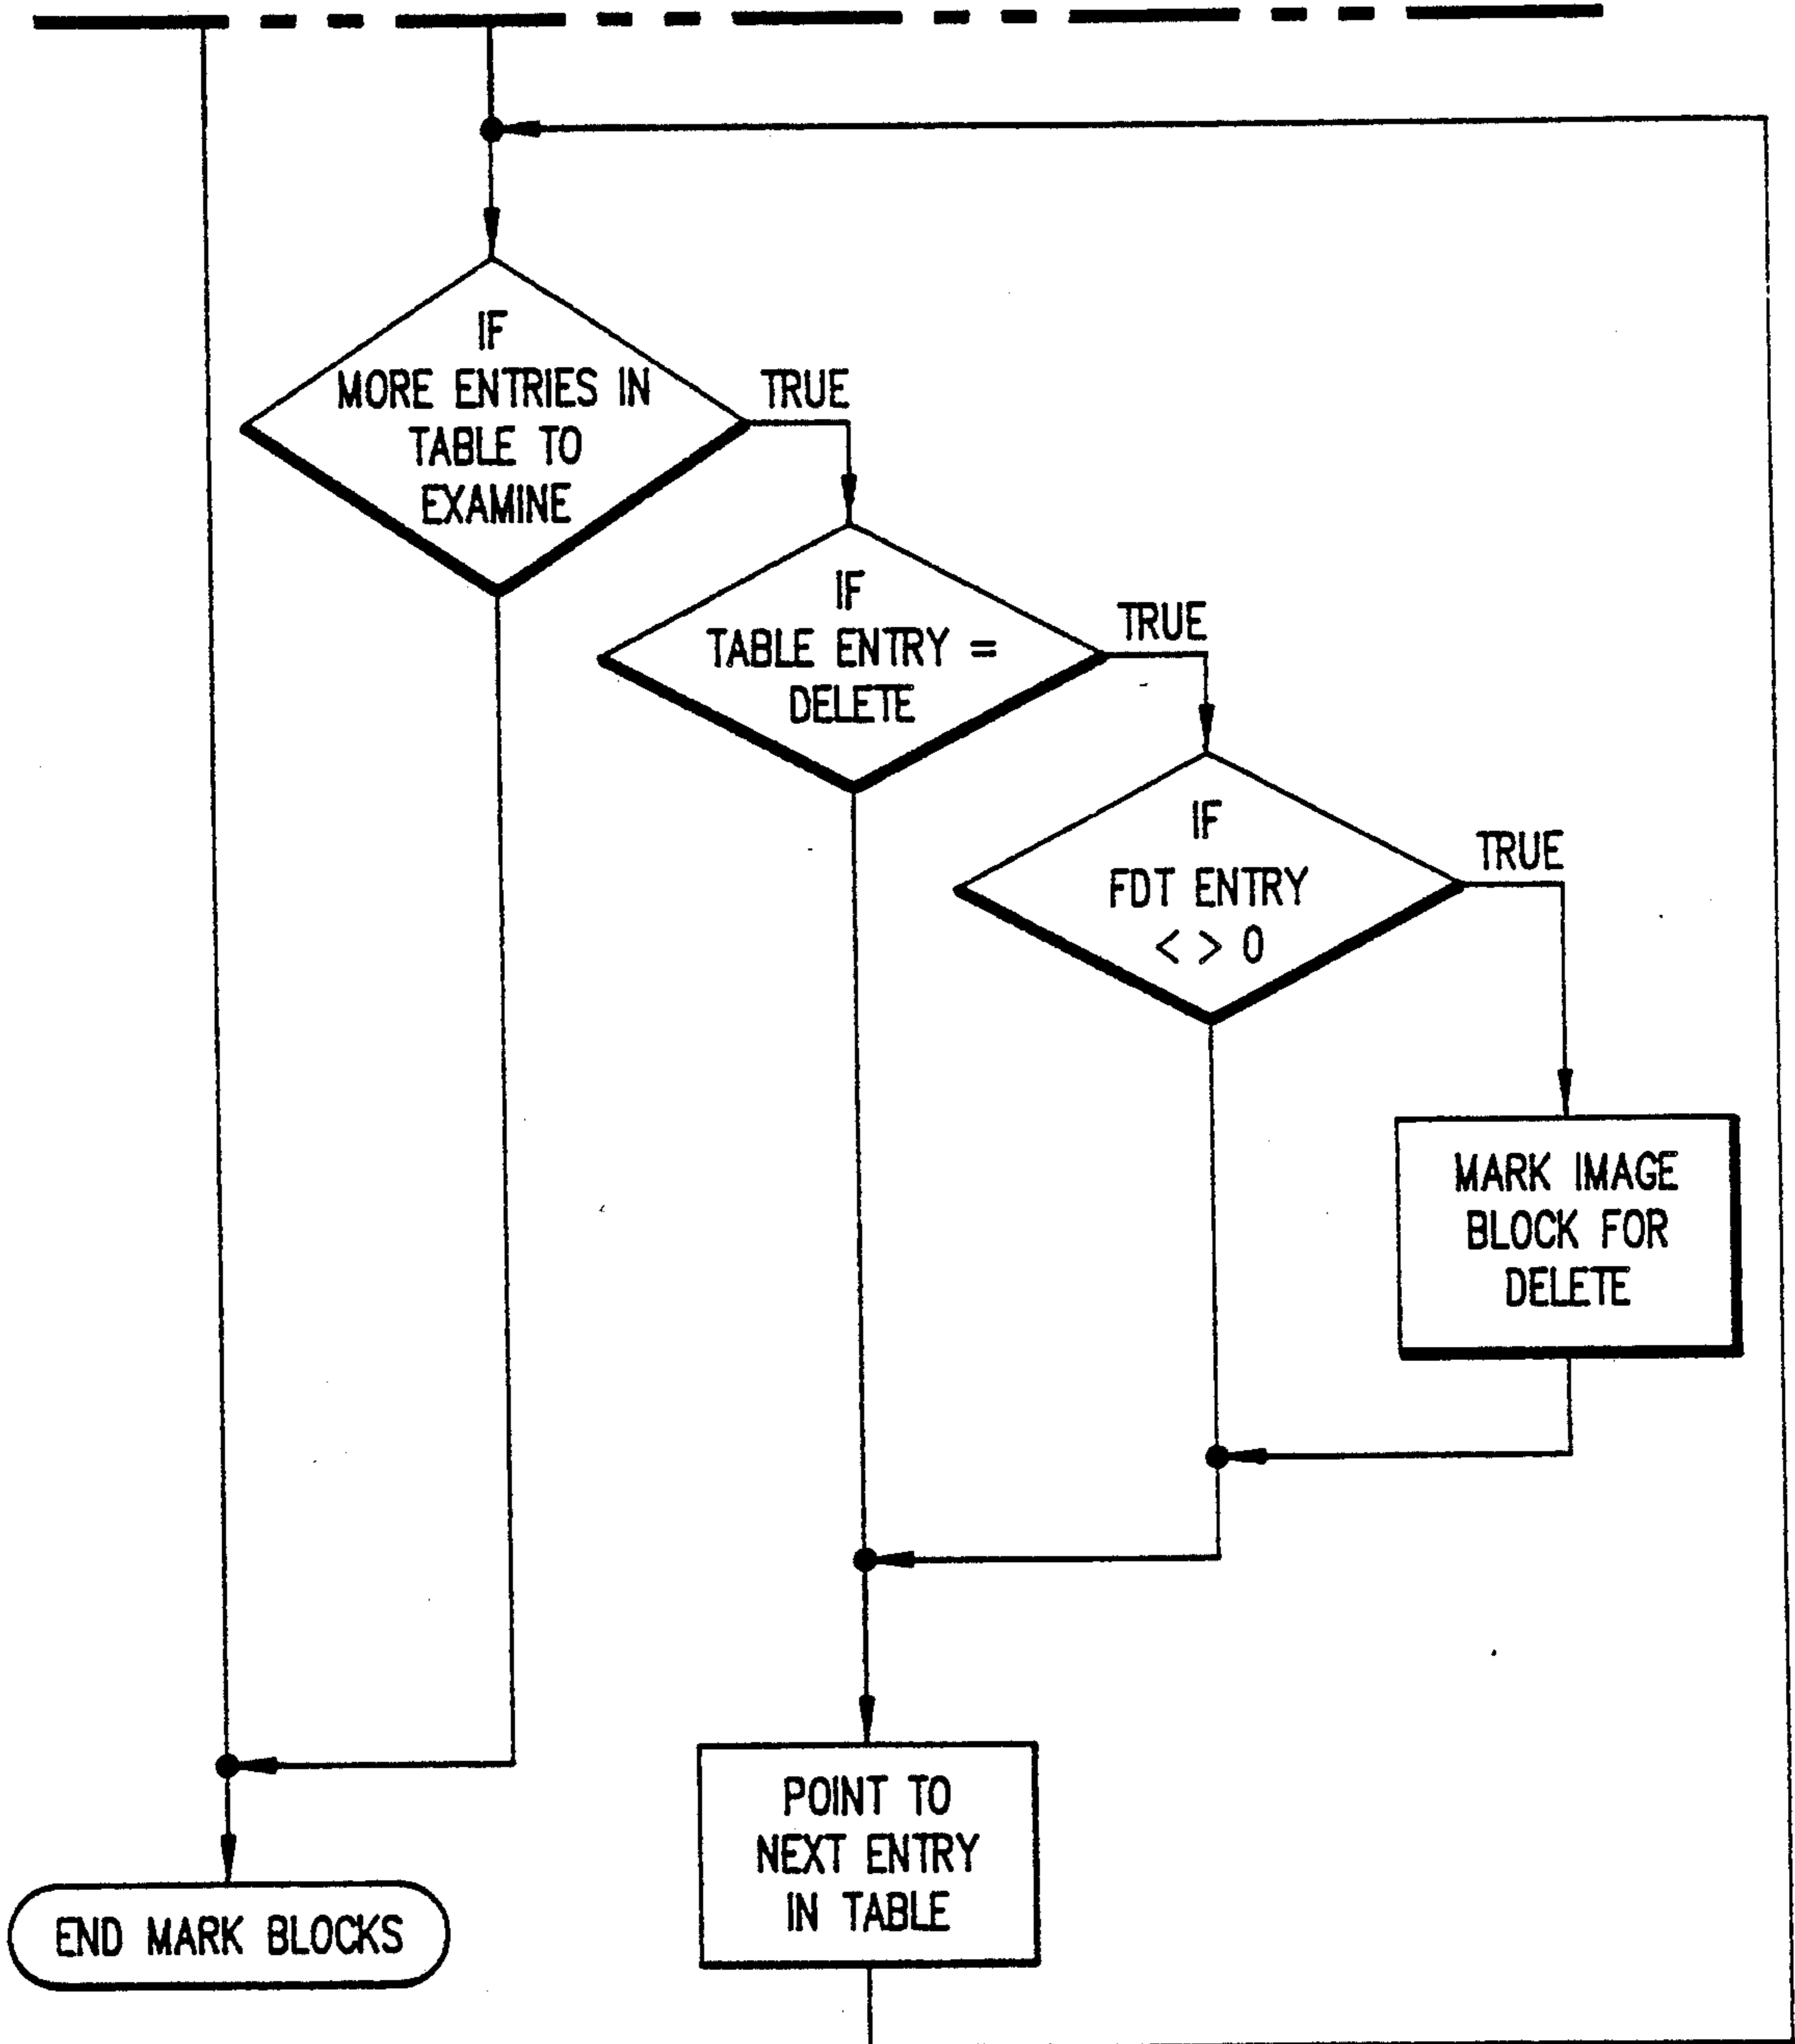 IF
MORE ENTRIES IN
TABLE TO
EXAMINE
TRUE
IF
TABLE ENTRY =
DELETE
TRUE
IF
FDT ENTRY
< > 0
TRUE
MARK IMAGE
BLOCK FOR
DELETE
POINT TO
NEXT ENTRY
IN TABLE
END MARK BLOCKS